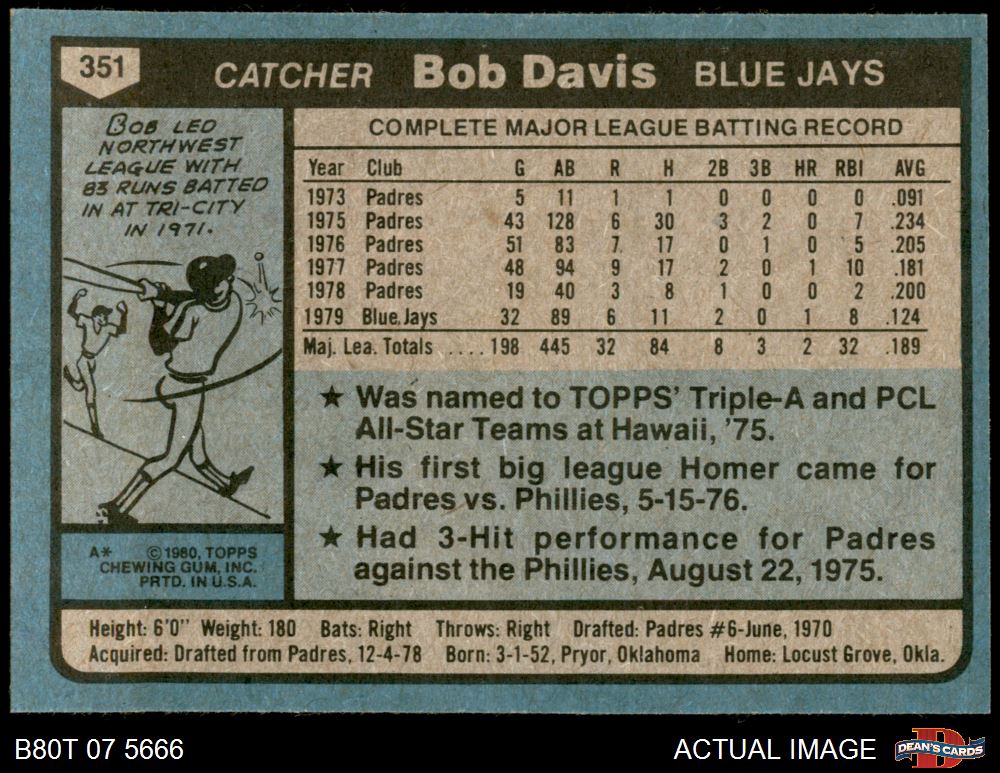 351
CATCHER Bob Davis BLUE JAYS
BOB LED
NORTHWEST
LEAGUE WITH
83 RUNS BATTED
IN AT TRI-CITY
IN 1971.
COMPLETE MAJOR LEAGUE BATTING RECORD
Year Club G AB R H 2B 3B HR RBI AVG
1973 Padres 5 11 1 1 0 0 0 0 .091
1975 Padres 43 128 6 30 3 2 0 7 .234
1976 Padres 51 83 7 17 0 1 0 5 .205
1977 Padres 48 94 9 17 2 0 1 10 .181
1978 Padres 19 40 3 8 1 0 0 2 .200
1979 Blue Jays 32 89 6 11 2 0 1 8 .124
Maj. Lea. Totals .... 198 445 32 84 8 3 2 32 .189
★ Was named to TOPPS' Triple-A and PCL
All-Star Teams at Hawaii, '75.
★ His first big league Homer came for
Padres vs. Phillies, 5-15-76.
★ Had 3-Hit performance for Padres
against the Phillies, August 22, 1975.
A* ©1980, TOPPS
CHEWING GUM, INC.
PRTD. IN U.S.A.
Height: 6'0" Weight: 180 Bats: Right Throws: Right Drafted: Padres #6-June, 1970
Acquired: Drafted from Padres, 12-4-78 Born: 3-1-52, Pryor, Oklahoma Home: Locust Grove, Okla.
B80T 07 5666
ACTUAL IMAGE
D
DEAN'S CARDS